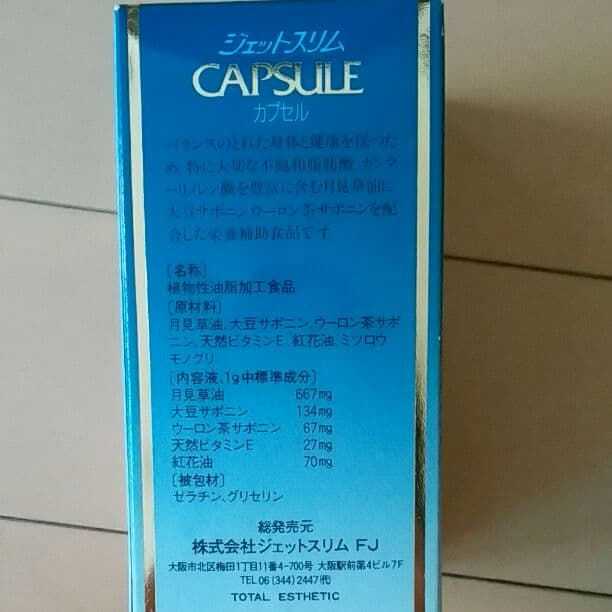 ジェットスリム
CAPSULE
カプセル
バランスのとれた身体と健康を保つた
め、特に大切な不飽和脂肪酸、ガンマ
ーリノレン酸を豊富に含む月見草油に
大豆サポニン、ウーロン茶サポニンを配
合した栄養補助食品です。
〔名称〕
植物性油脂加工食品
〔原材料〕
月見草油、大豆サポニン、ウーロン茶サポ
ニン、天然ビタミンE、紅花油、ミツロウ
モノグリ
〔内容液、1g中標準成分〕
月見草油 667mg
大豆サポニン 134mg
ウーロン茶サポニン 67mg
天然ビタミンE 27mg
紅花油 70mg
〔被包材〕
ゼラチン、グリセリン
総発売元
株式会社ジェットスリム FJ
大阪市北区梅田1丁目11番4-700号 大阪駅前第4ビル7F
TEL 06(344)2447(代)
TOTAL ESTHETIC